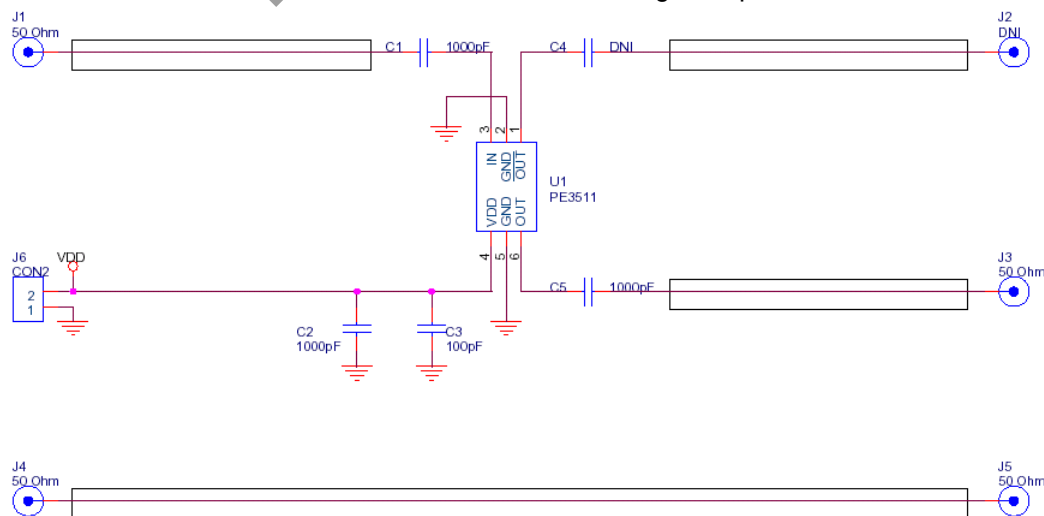 J1
50 Ohm
C1
1000pF
C4
DNI
J2
DNI
3
2
1
IN
GND
OUT
U1
PE3511
VDD
GND
OUT
4
5
6
J6
CON2
VDD
2
1
C2
1000pF
C3
100pF
C5
1000pF
J3
50 Ohm
J4
50 Ohm
J5
50 Ohm